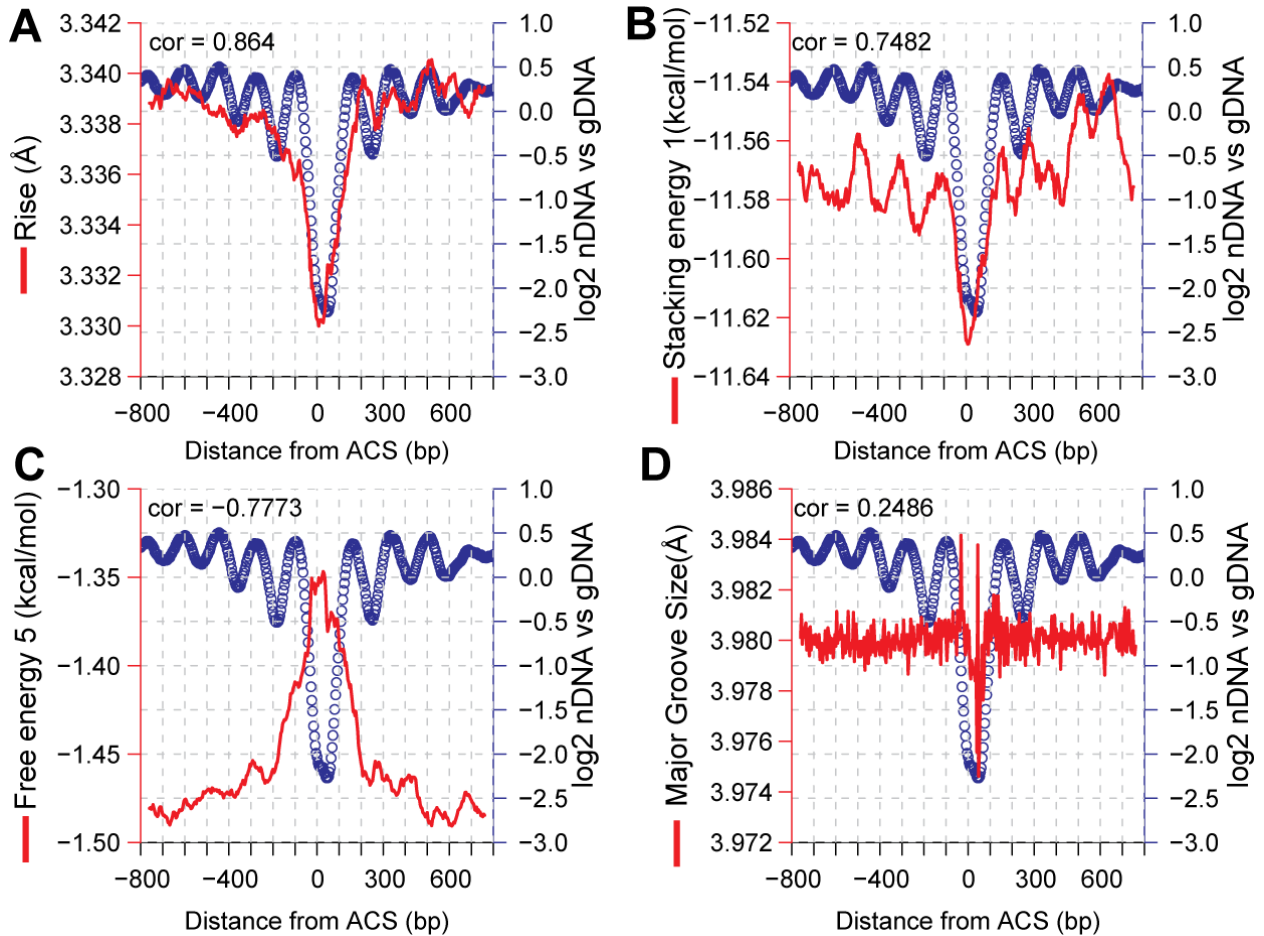 A
cor = 0.864
3.342
3.340
3.338
3.336
3.334
3.332
3.330
3.328
Rise (Å)
1.0
0.5
0.0
−0.5
−1.0
−1.5
−2.0
−2.5
−3.0
log2 nDNA vs gDNA
−800 −400 0 300 600
Distance from ACS (bp)
B
cor = 0.7482
−11.52
−11.54
−11.56
−11.58
−11.60
−11.62
−11.64
Stacking energy 1(kcal/mol)
1.0
0.5
0.0
−0.5
−1.0
−1.5
−2.0
−2.5
−3.0
log2 nDNA vs gDNA
−800 −400 0 300 600
Distance from ACS (bp)
C
cor = −0.7773
−1.30
−1.35
−1.40
−1.45
−1.50
Free energy 5 (kcal/mol)
1.0
0.5
0.0
−0.5
−1.0
−1.5
−2.0
−2.5
−3.0
log2 nDNA vs gDNA
−800 −400 0 300 600
Distance from ACS (bp)
D
cor = 0.2486
3.986
3.984
3.982
3.980
3.978
3.976
3.974
3.972
Major Groove Size(Å)
1.0
0.5
0.0
−0.5
−1.0
−1.5
−2.0
−2.5
−3.0
log2 nDNA vs gDNA
−800 −400 0 300 600
Distance from ACS (bp)